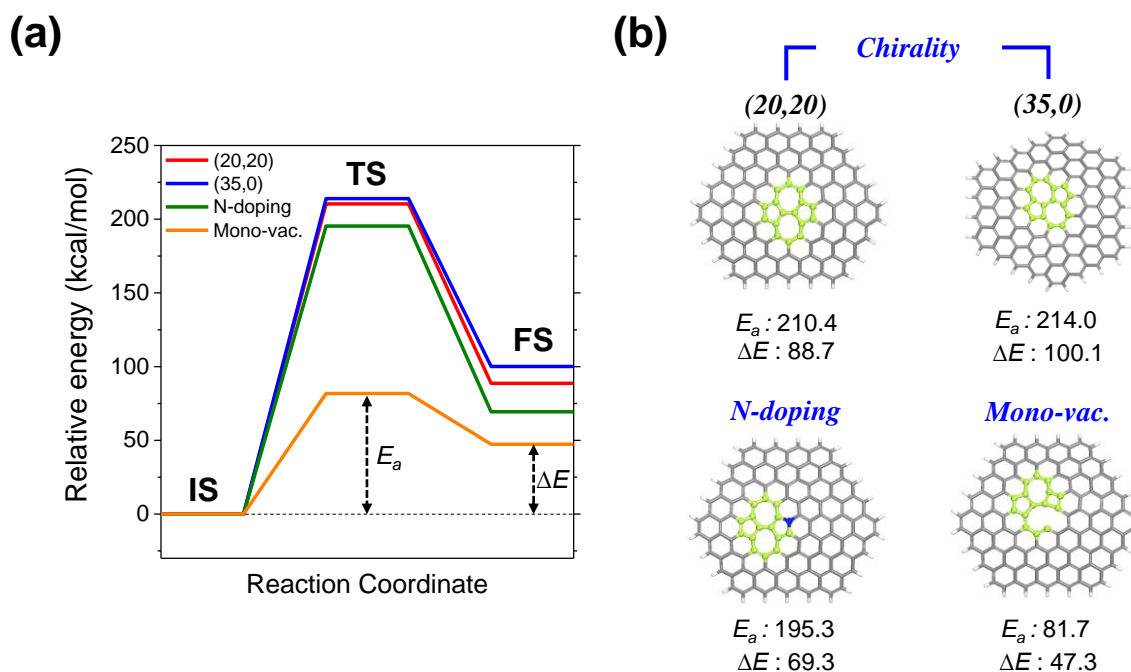 (a)
250
200
150
100
50
0
Relative energy (kcal/mol)
(20,20)
(35,0)
N-doping
Mono-vac.
IS
TS
FS
Eₐ
ΔE
Reaction Coordinate
(b)
Chirality
(20,20)
(35,0)
Eₐ : 210.4
ΔE : 88.7
Eₐ : 214.0
ΔE : 100.1
N-doping
Mono-vac.
Eₐ : 195.3
ΔE : 69.3
Eₐ : 81.7
ΔE : 47.3